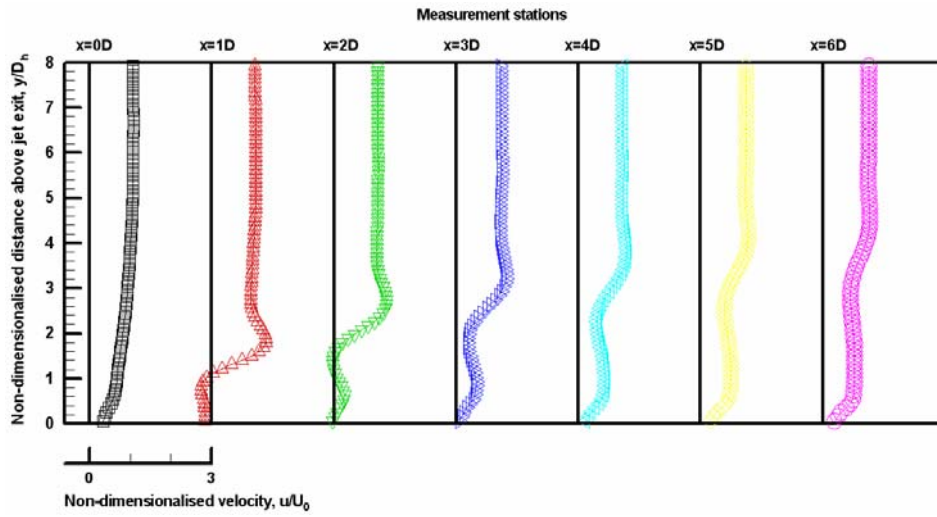 Measurement stations
x=0D x=1D x=2D x=3D x=4D x=5D x=6D
Non-dimensionalised distance above jet exit, y/Dₕ
8
7
6
5
4
3
2
1
0
0 3
Non-dimensionalised velocity, u/U₀